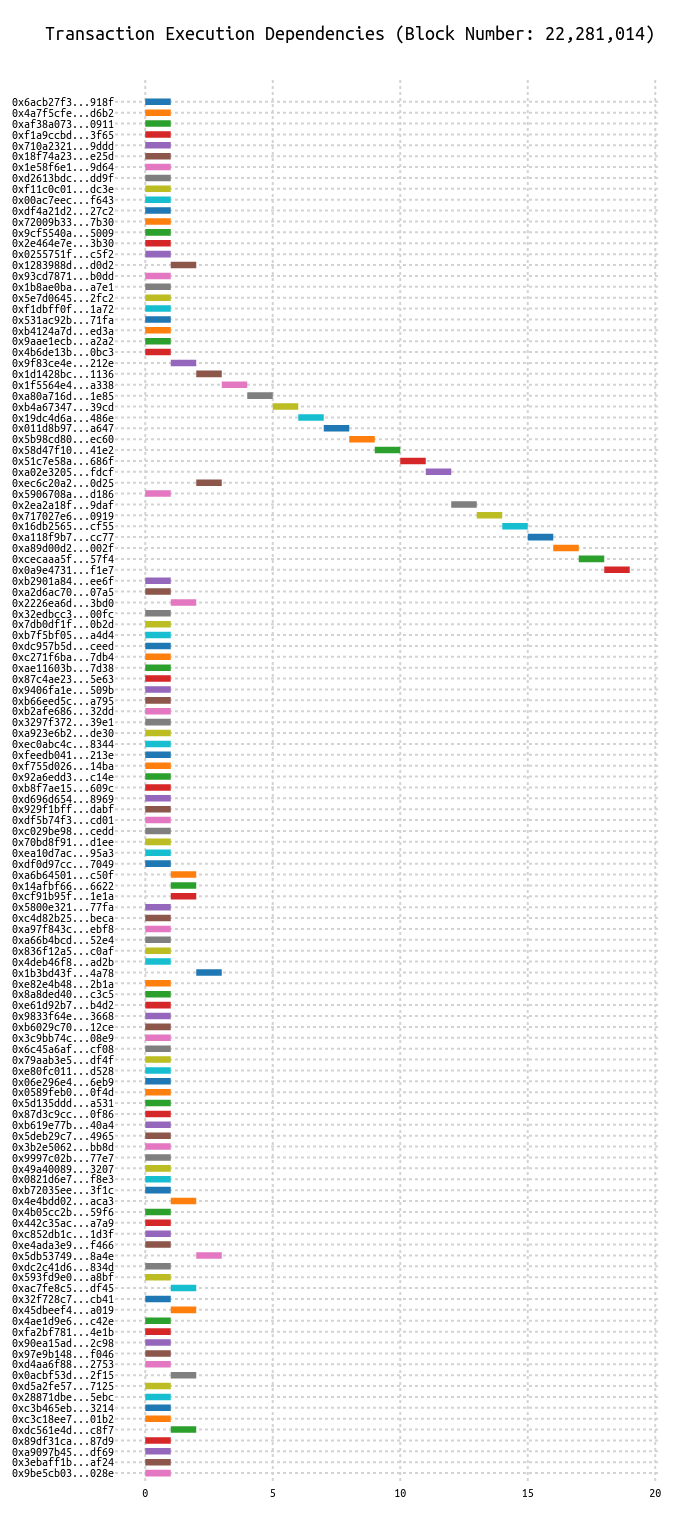 Transaction Execution Dependencies (Block Number: 22,281,014)
0x6acb27f3...918f
0x4a7f5cfe...d6b2
0xaf38a073...0911
0xf1a9ccbd...3f65
0x710a2321...9ddd
0x18f74a23...e25d
0x1e58f6e1...9d64
0xd2613bdc...dd9f
0xf11c0c01...dc3e
0x00ac7eec...f643
0xdf4a21d2...27c2
0x72009b33...7b30
0x9cf5540a...5009
0x2e464e7e...3b30
0x0255751f...c5f2
0x1283988d...d0d2
0x93cd7871...b0dd
0x1b8ae0ba...a7e1
0x5e7d0645...2fc2
0xf1dbff0f...1a72
0x531ac92b...71fa
0xb4124a7d...ed3a
0x9aae1ecb...a2a2
0x4b6de13b...0bc3
0x9f83ce4e...212e
0x1d1428bc...1136
0x1f5564e4...a338
0xa80a716d...1e85
0xb4a67347...39cd
0x19dc4d6a...486e
0x011d8b97...a647
0x5b98cd80...ec60
0x58d47f10...41e2
0x51c7e58a...686f
0xa02e3205...fdcf
0xec6c20a2...0d25
0x5906708a...d186
0x2ea2a18f...9daf
0x717027e6...0919
0x16db2565...cf55
0xa118f9b7...cc77
0xa89d00d2...002f
0xcecaaa5f...57f4
0x0a9e4731...f1e7
0xb2901a84...ee6f
0xa2d6ac70...07a5
0x2226ea6d...3bd0
0x32edbcc3...00fc
0x7db0df1f...0b2d
0xb7f5bf05...a4d4
0xdc957b5d...ceed
0xc271f6ba...7db4
0xae11603b...7d38
0x87c4ae23...5e63
0x9406fa1e...509b
0xb66eed5c...a795
0xb2afe686...32dd
0x3297f372...39e1
0xa923e6b2...de30
0xec0abc4c...8344
0xfeedb041...213e
0xf755d026...14ba
0x92a6edd3...c14e
0xb8f7ae15...609c
0xd696d654...8969
0x929f1bff...dabf
0xdf5b74f3...cd01
0xc029be98...cedd
0x70bd8f91...d1ee
0xea10d7ac...95a3
0xdf0d97cc...7049
0xa6b64501...c50f
0x14afbf66...6622
0xcf91b95f...1e1a
0x5800e321...77fa
0xc4d82b25...beca
0xa97f843c...ebf8
0xa66b4bcd...52e4
0x836f12a5...c0af
0x4deb46f8...ad2b
0x1b3bd43f...4a78
0xe82e4b48...2b1a
0x8a8ded40...c3c5
0xe61d92b7...b4d2
0x9833f64e...3668
0xb6029c70...12ce
0x3c9bb74c...08e9
0x6c45a6af...cf08
0x79aab3e5...df4f
0xe80fc011...d528
0x06e296e4...6eb9
0x0589feb0...0f4d
0x5d135ddd...a531
0x87d3c9cc...0f86
0xb619e77b...40a4
0x5deb29c7...4965
0x3b2e5062...bb8d
0x9997c02b...77e7
0x49a40089...3207
0x0821d6e7...f8e3
0xb72035ee...3f1c
0x4e4bdd02...aca3
0x4b05cc2b...59f6
0x442c35ac...a7a9
0xc852db1c...1d3f
0xe4ada3e9...f466
0x5db53749...8a4e
0xdc2c41d6...834d
0x593fd9e0...a8bf
0xac7fe8c5...df45
0x32f728c7...cb41
0x45dbeef4...a019
0x4ae1d9e6...c42e
0xfa2bf781...4e1b
0x90ea15ad...2c98
0x97e9b148...f046
0xd4aa6f88...2753
0x0acbf53d...2f15
0xd5a2fe57...7125
0x28871dbe...5ebc
0xc3b465eb...3214
0xc3c18ee7...01b2
0xdc561e4d...c8f7
0x89df31ca...87d9
0xa9097b45...df69
0x3ebaff1b...af24
0x9be5cb03...028e
0 5 10 15 20